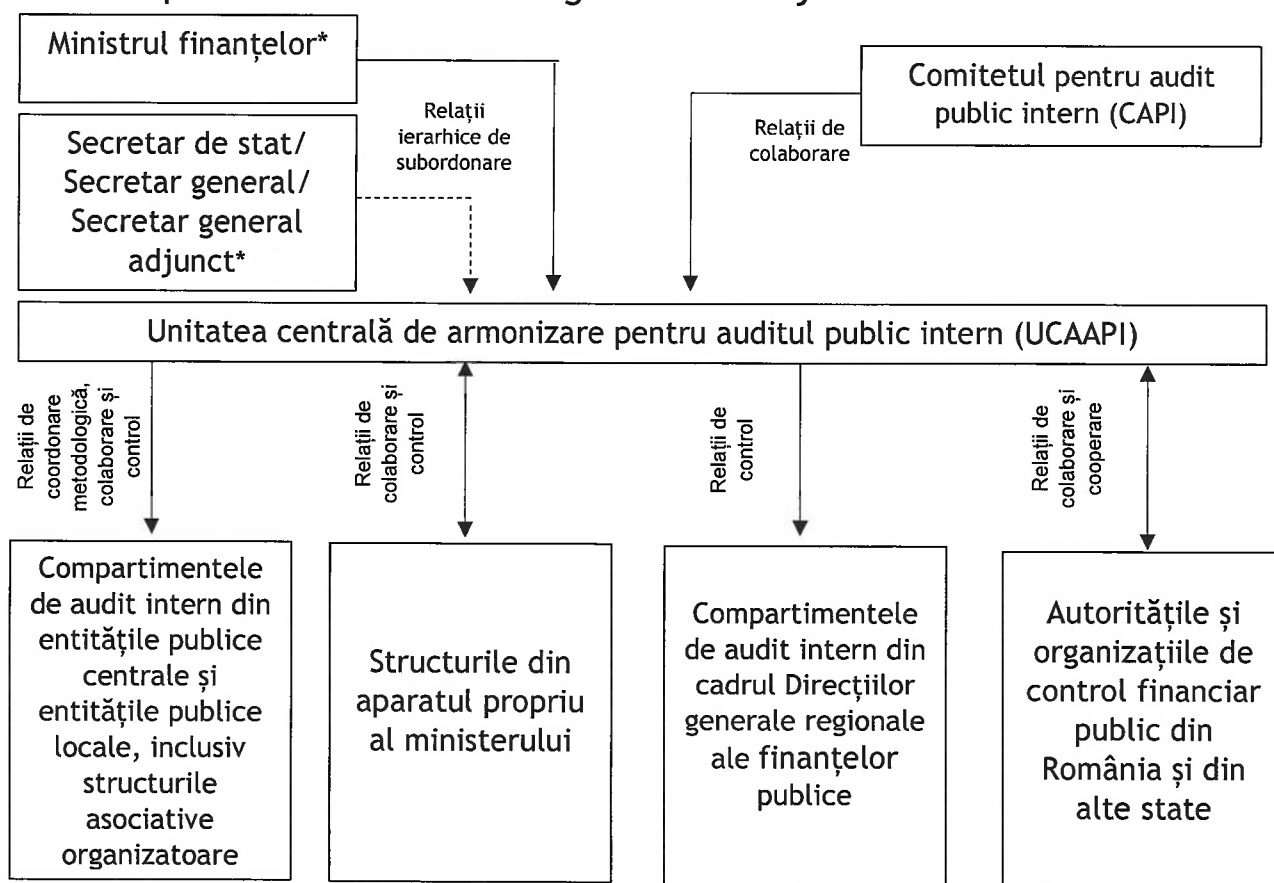 Ministrul finanțelor*
Secretar de stat/
Secretar general/
Secretar general
adjunct*
Relații
ierarhice de
subordonare
Relații de
colaborare
Comitetul pentru audit
public intern (CAPI)
Unitatea centrală de armonizare pentru auditul public intern (UCAAPI)
Relații de
coordonare
metodologică,
colaborare și
control
Relații de
colaborare și
control
Relații de
control
Relații de
colaborare și
cooperare
Compartimentele
de audit intern din
entitățile publice
centrale și
entitățile publice
locale, inclusiv
structurile
asociative
organizatoare
Structurile din
aparatul propriu
al ministerului
Compartimentele
de audit intern din
cadrul Direcțiilor
generale regionale
ale finanțelor
publice
Autoritățile și
organizațiile de
control financiar
public din
România și din
alte state